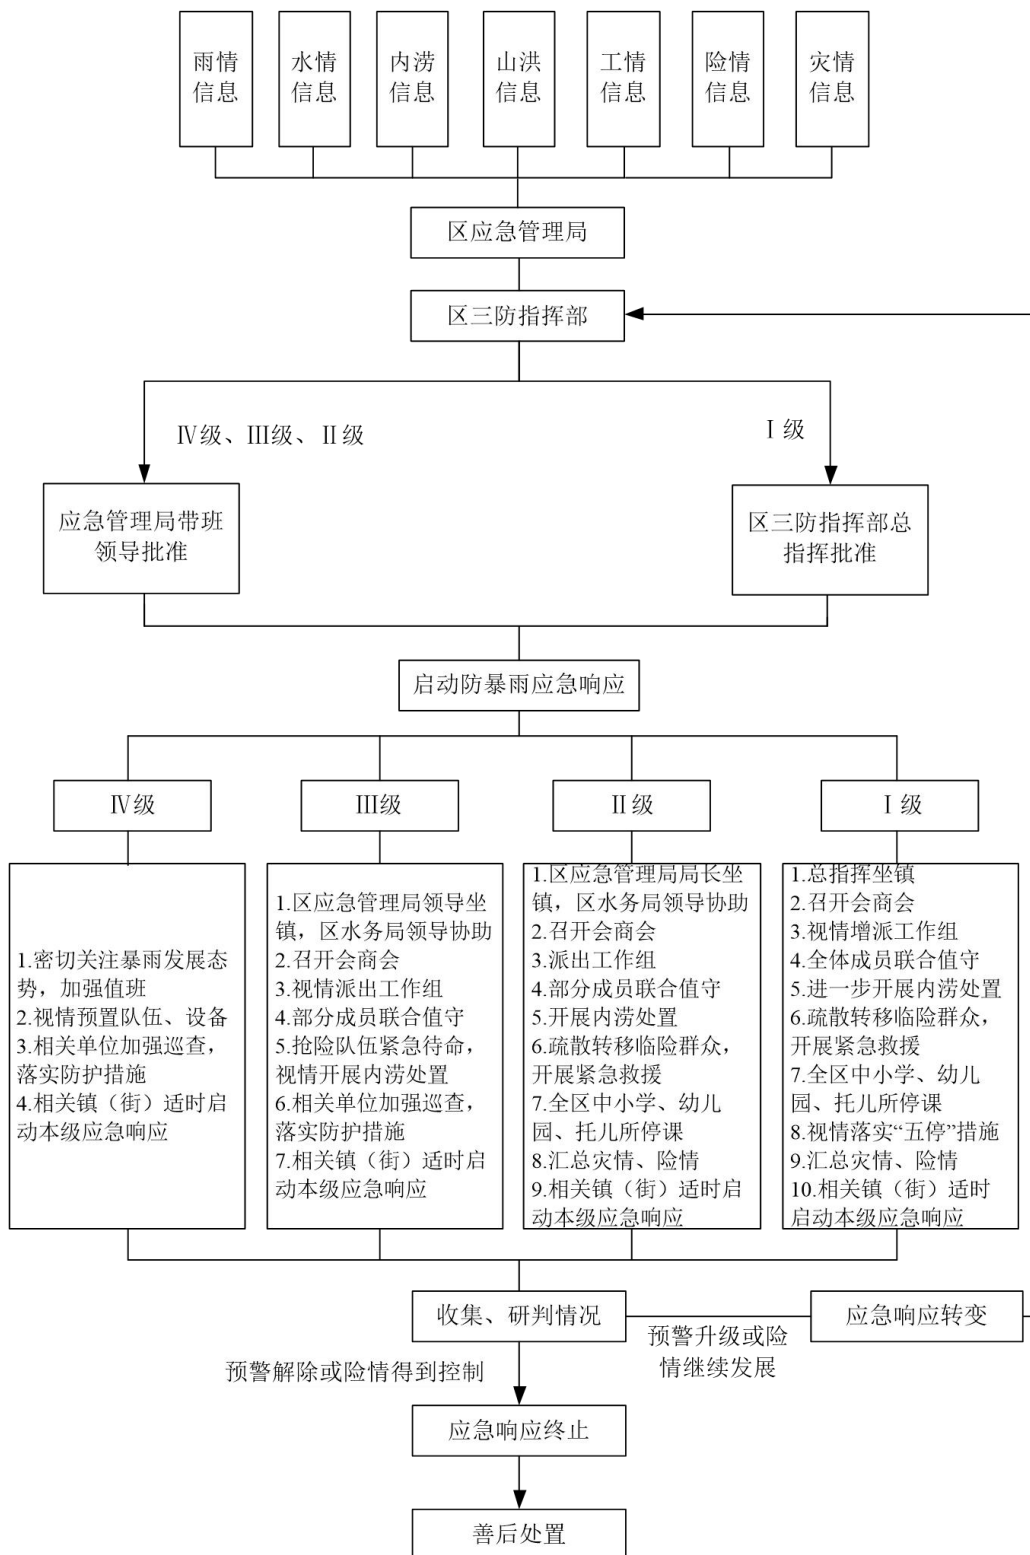 雨情
信息
水情
信息
内涝
信息
山洪
信息
工情
信息
险情
信息
灾情
信息
区应急管理局
区三防指挥部
Ⅳ级、Ⅲ级、Ⅱ级
Ⅰ级
应急管理局带班
领导批准
区三防指挥部总
指挥批准
启动防暴雨应急响应
Ⅳ级
Ⅲ级
Ⅱ级
Ⅰ级
1.密切关注暴雨发展态
势，加强值班
2.视情预置队伍、设备
3.相关单位加强巡查，
落实防护措施
4.相关镇（街）适时启
动本级应急响应
1.区应急管理局领导坐
镇，区水务局领导协助
2.召开会商会
3.视情派出工作组
4.部分成员联合值守
5.抢险队伍紧急待命，
视情开展内涝处置
6.相关单位加强巡查，
落实防护措施
7.相关镇（街）适时启
动本级应急响应
1.区应急管理局局长坐
镇，区水务局领导协助
2.召开会商会
3.派出工作组
4.部分成员联合值守
5.开展内涝处置
6.疏散转移临险群众，
开展紧急救援
7.全区中小学、幼儿
园、托儿所停课
8.汇总灾情、险情
9.相关镇（街）适时启
动本级应急响应
1.总指挥坐镇
2.召开会商会
3.视情增派工作组
4.全体成员联合值守
5.进一步开展内涝处置
6.疏散转移临险群众，
开展紧急救援
7.全区中小学、幼儿
园、托儿所停课
8.视情落实“五停”措施
9.汇总灾情、险情
10.相关镇（街）适时
启动本级应急响应
收集、研判情况
预警升级或险
情继续发展
应急响应转变
预警解除或险情得到控制
应急响应终止
善后处置